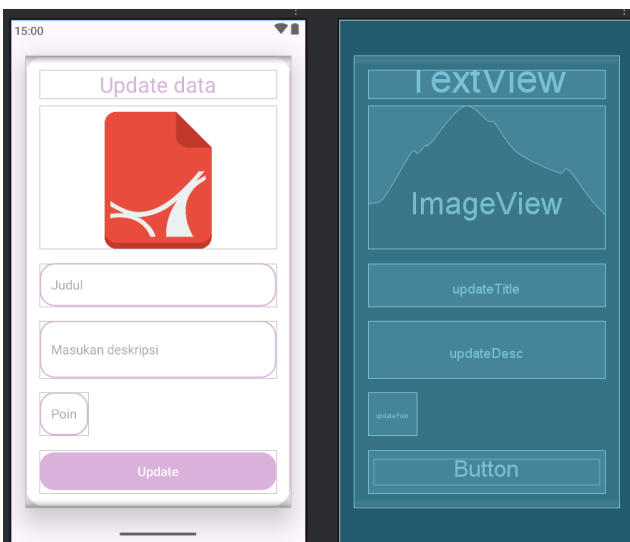 15:00
Update data
Judul
Masukan deskripsi
Poin
Update
TextView
ImageView
updateTitle
updateDesc
updatePoin
Button